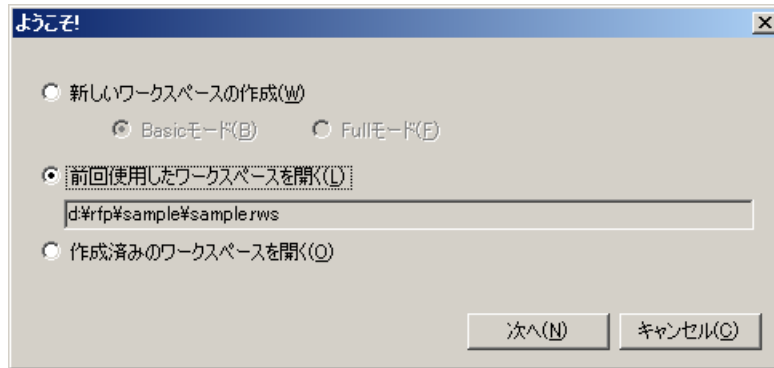 ようこそ!
新しいワークスペースの作成(W)
Basicモード(B) Fullモード(F)
前回使用したワークスペースを開く(L)
d:¥rfp¥sample¥sample.rws
作成済みのワークスペースを開く(O)
次へ(N) キャンセル(C)